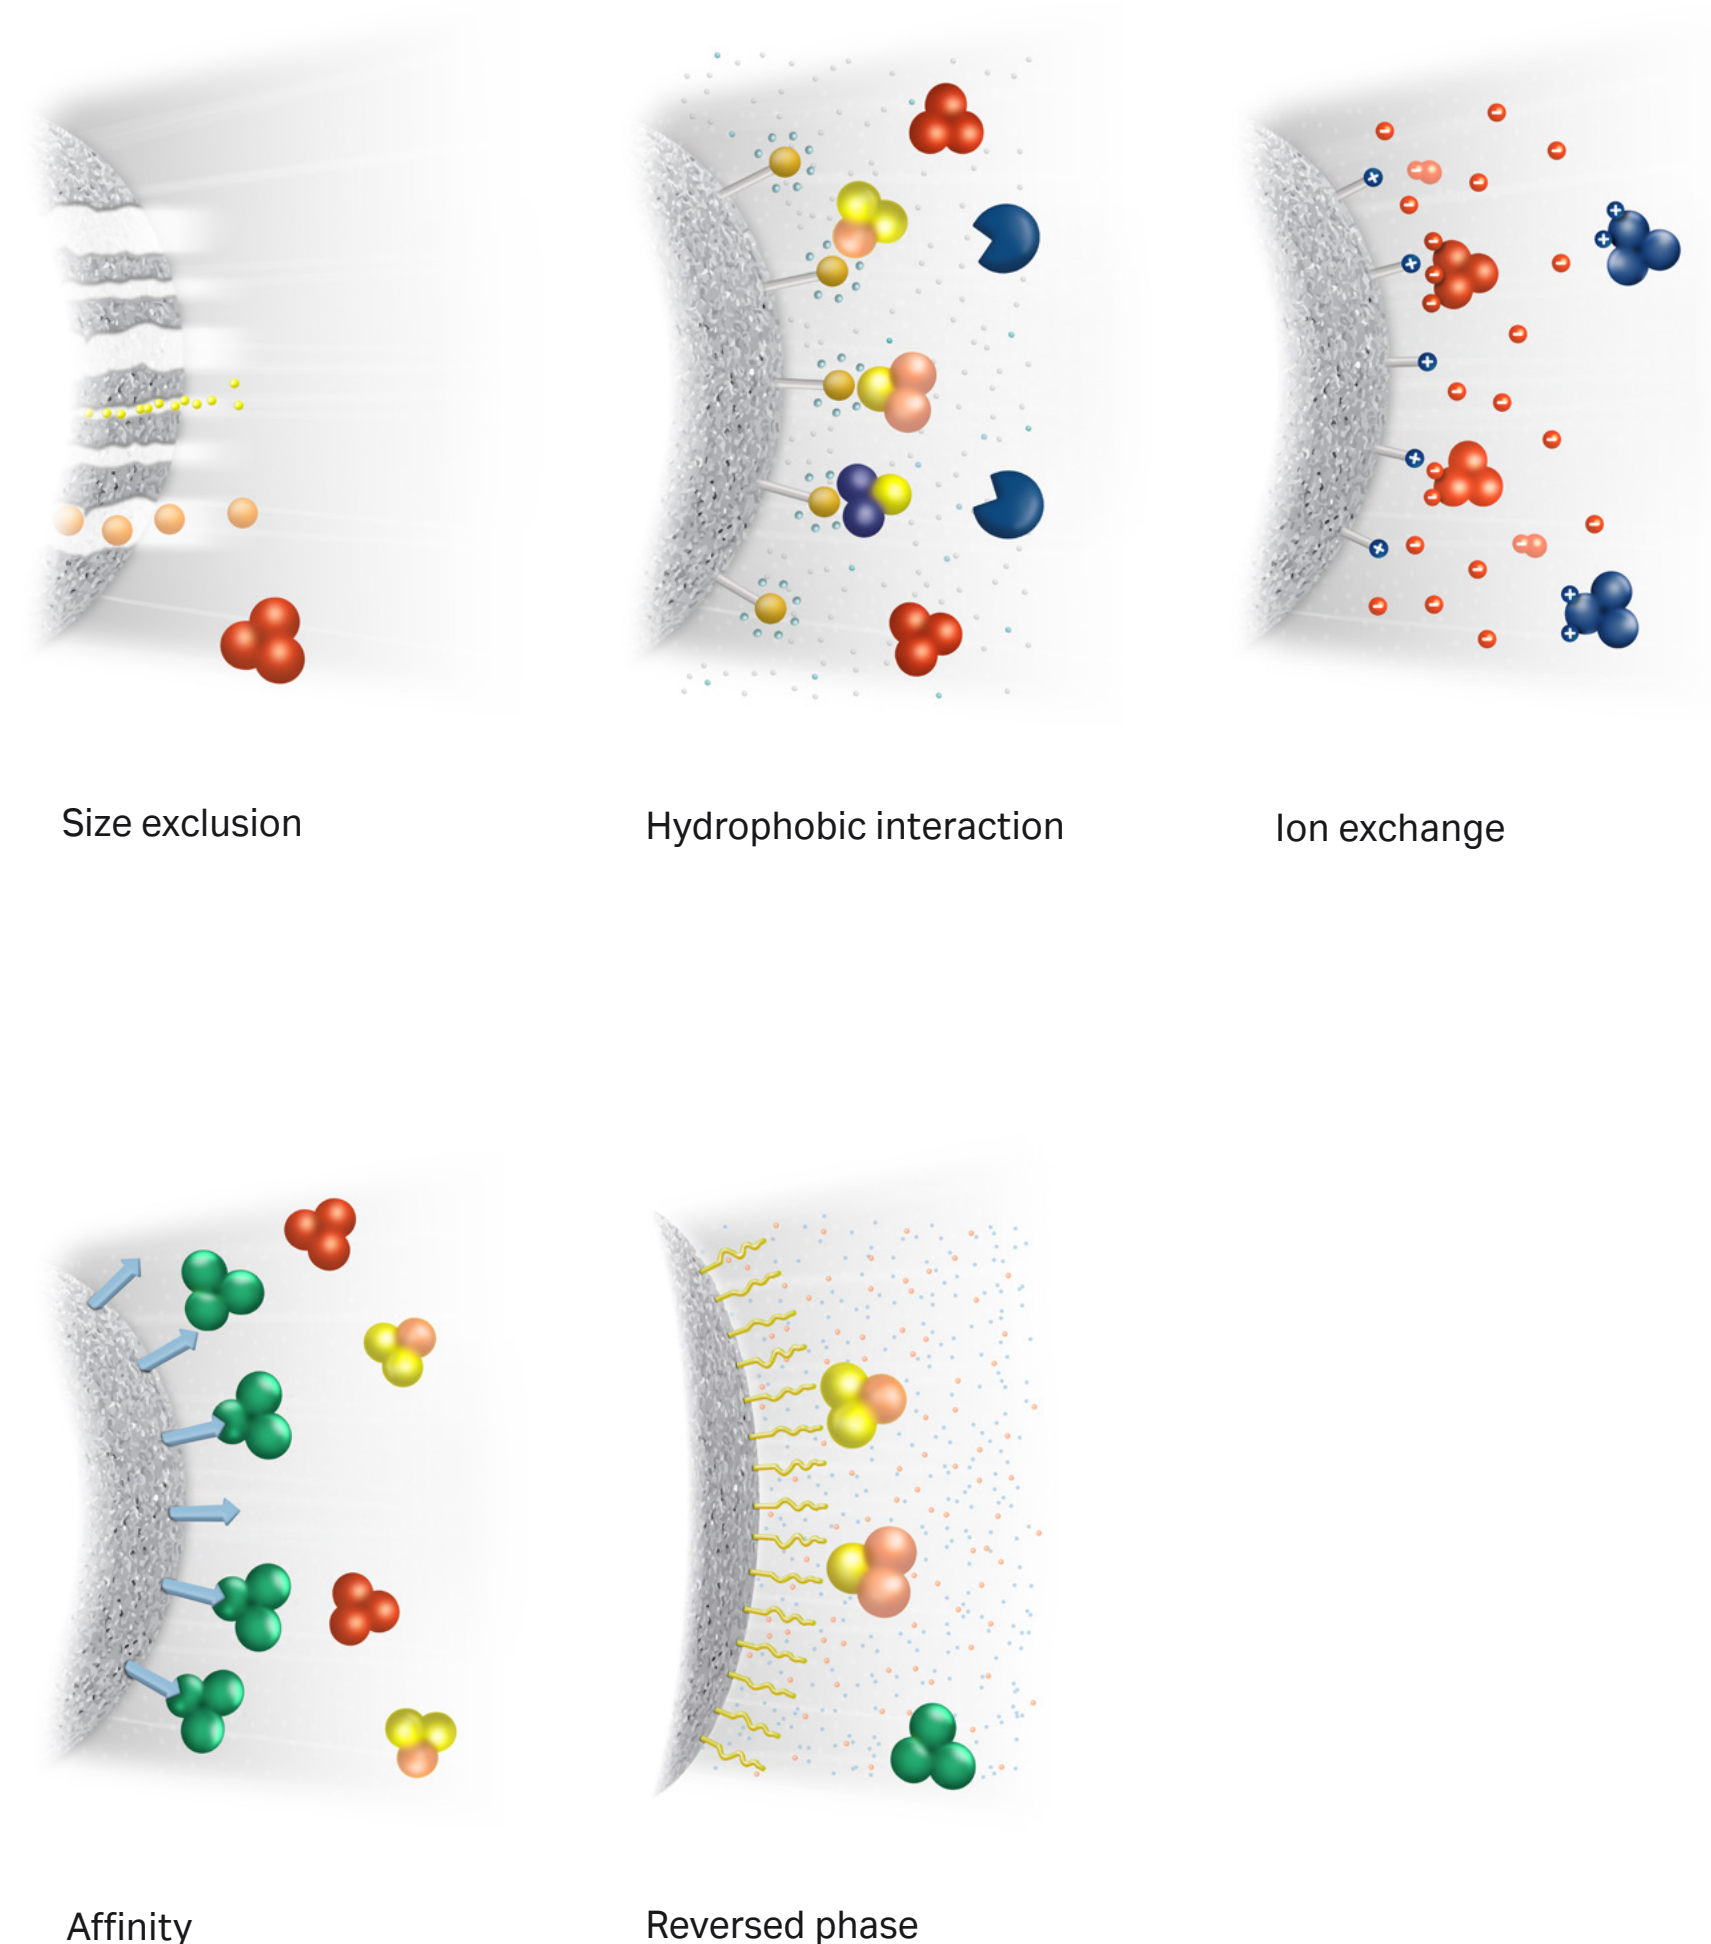 Size exclusion
Hydrophobic interaction
Ion exchange
Affinity
Reversed phase